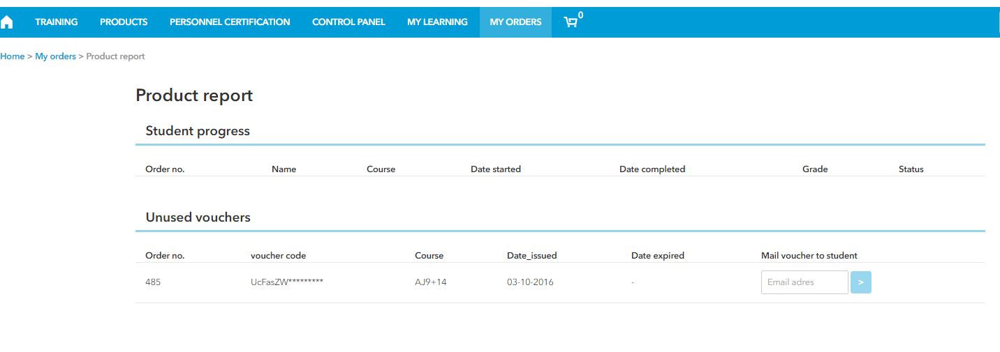 TRAINING PRODUCTS PERSONNEL CERTIFICATION CONTROL PANEL MY LEARNING MY ORDERS 0
Home > My orders > Product report
Product report
Student progress
Order no. Name Course Date started Date completed Grade Status
Unused vouchers
Order no. voucher code Course Date_issued Date expired Mail voucher to student
485 UcFasZW********* AJ9+14 03-10-2016 - Email adres >